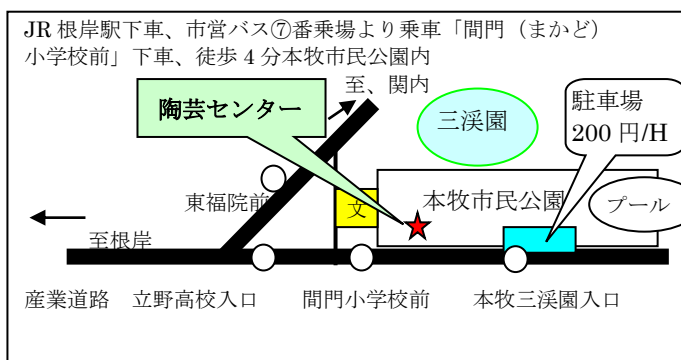 JR 根岸駅下車、市営バス⑦番乗場より乗車「間門（まかど）
小学校前」下車、徒歩 4 分本牧市民公園内
至、関内
陶芸センター
三渓園
駐車場
200 円/H
東福院前
文
本牧市民公園
プール
至根岸
産業道路 立野高校入口 間門小学校前 本牧三渓園入口